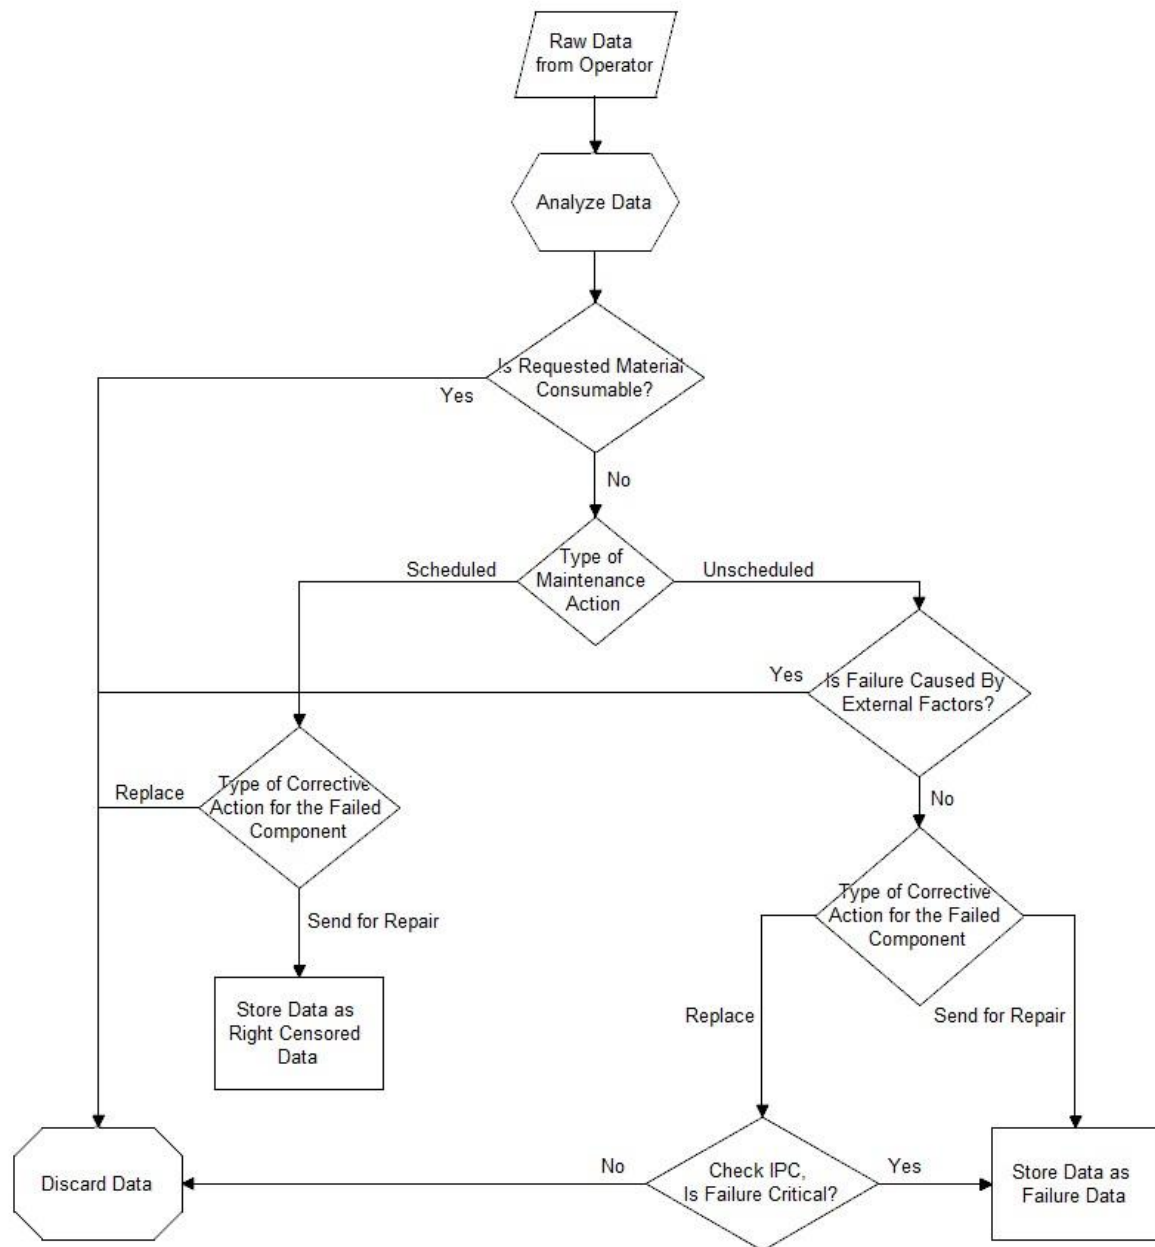 Raw Data
from Operator
Analyze Data
Is Requested Material
Consumable?
Yes
No
Type of
Maintenance
Action
Scheduled
Unscheduled
Is Failure Caused By
External Factors?
Yes
No
Type of Corrective
Action for the Failed
Component
Replace
Send for Repair
Store Data as
Right Censored
Data
Type of Corrective
Action for the Failed
Component
Replace
Send for Repair
Check IPC,
Is Failure Critical?
No
Yes
Discard Data
Store Data as
Failure Data